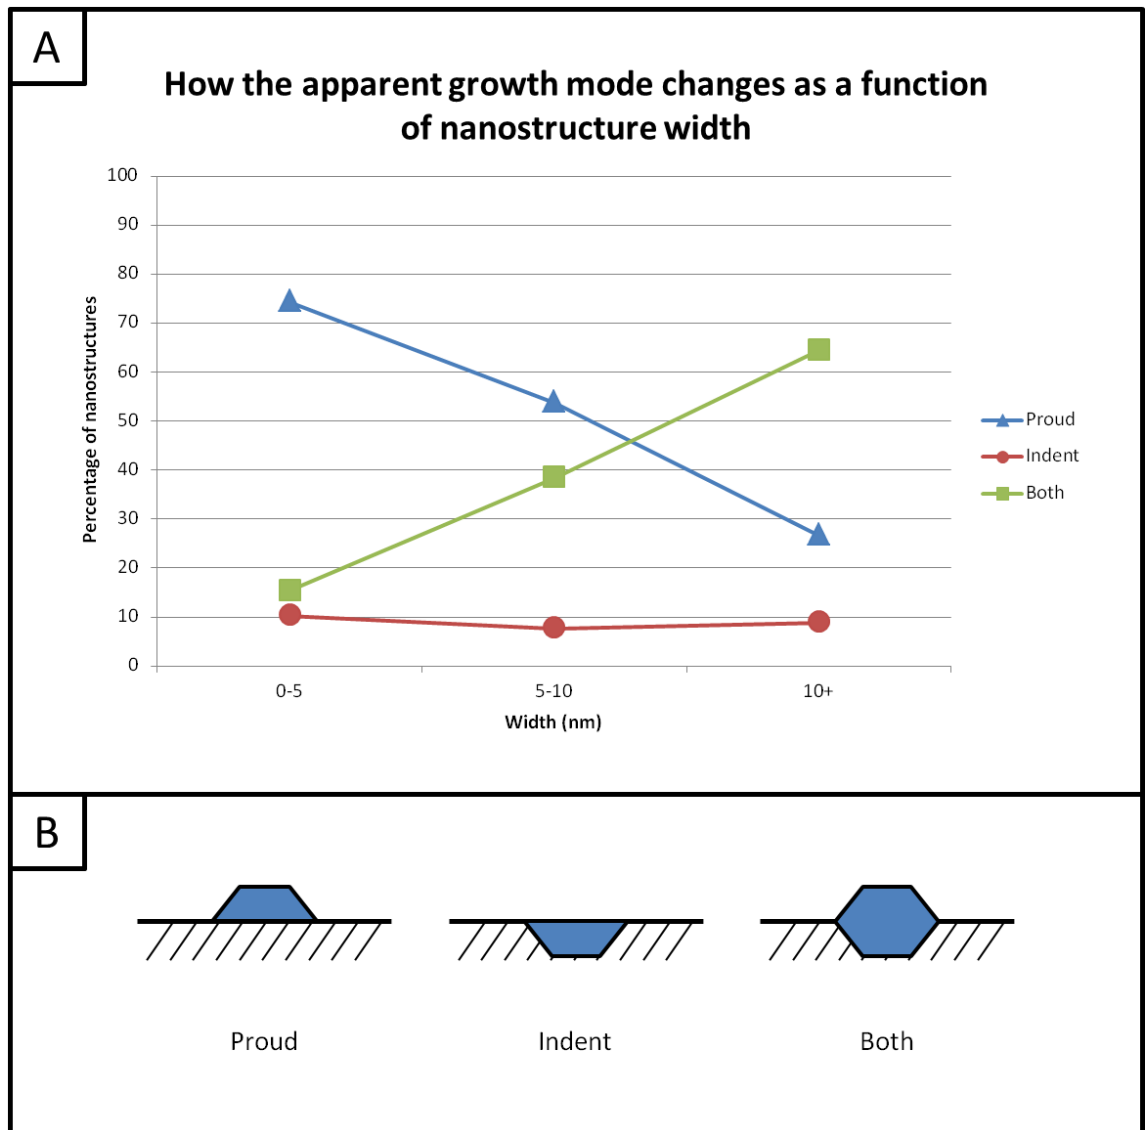 A
How the apparent growth mode changes as a function
of nanostructure width
100
90
80
70
60
50
40
30
20
10
0
Percentage of nanostructures
0-5 5-10 10+
Width (nm)
Proud
Indent
Both
B
Proud Indent Both